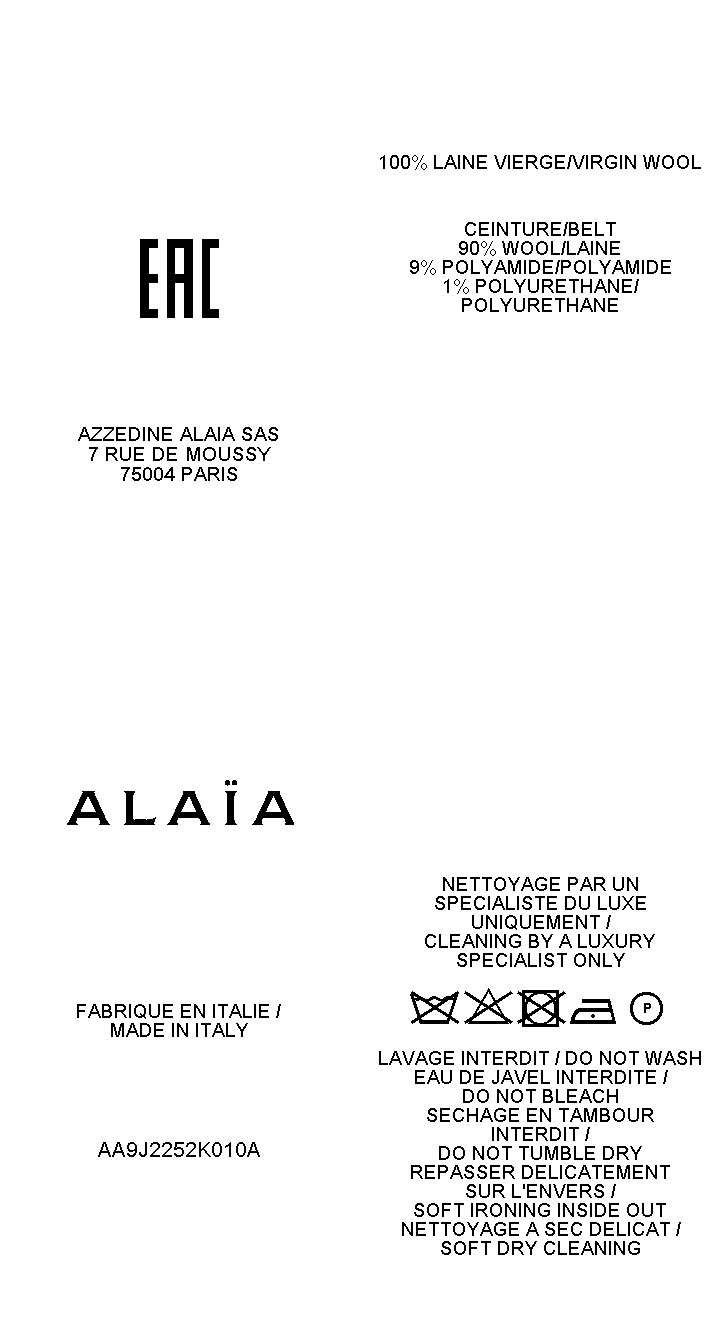 100% LAINE VIERGE/VIRGIN WOOL
CEINTURE/BELT
90% WOOL/LAINE
9% POLYAMIDE/POLYAMIDE
1% POLYURETHANE/
POLYURETHANE
EAC
AZZEDINE ALAIA SAS
7 RUE DE MOUSSY
75004 PARIS
ALAÏA
FABRIQUE EN ITALIE /
MADE IN ITALY
AA9J2252K010A
NETTOYAGE PAR UN
SPECIALISTE DU LUXE
UNIQUEMENT /
CLEANING BY A LUXURY
SPECIALIST ONLY
P
LAVAGE INTERDIT / DO NOT WASH
EAU DE JAVEL INTERDITE /
DO NOT BLEACH
SECHAGE EN TAMBOUR
INTERDIT /
DO NOT TUMBLE DRY
REPASSER DELICATEMENT
SUR L'ENVERS /
SOFT IRONING INSIDE OUT
NETTOYAGE A SEC DELICAT /
SOFT DRY CLEANING